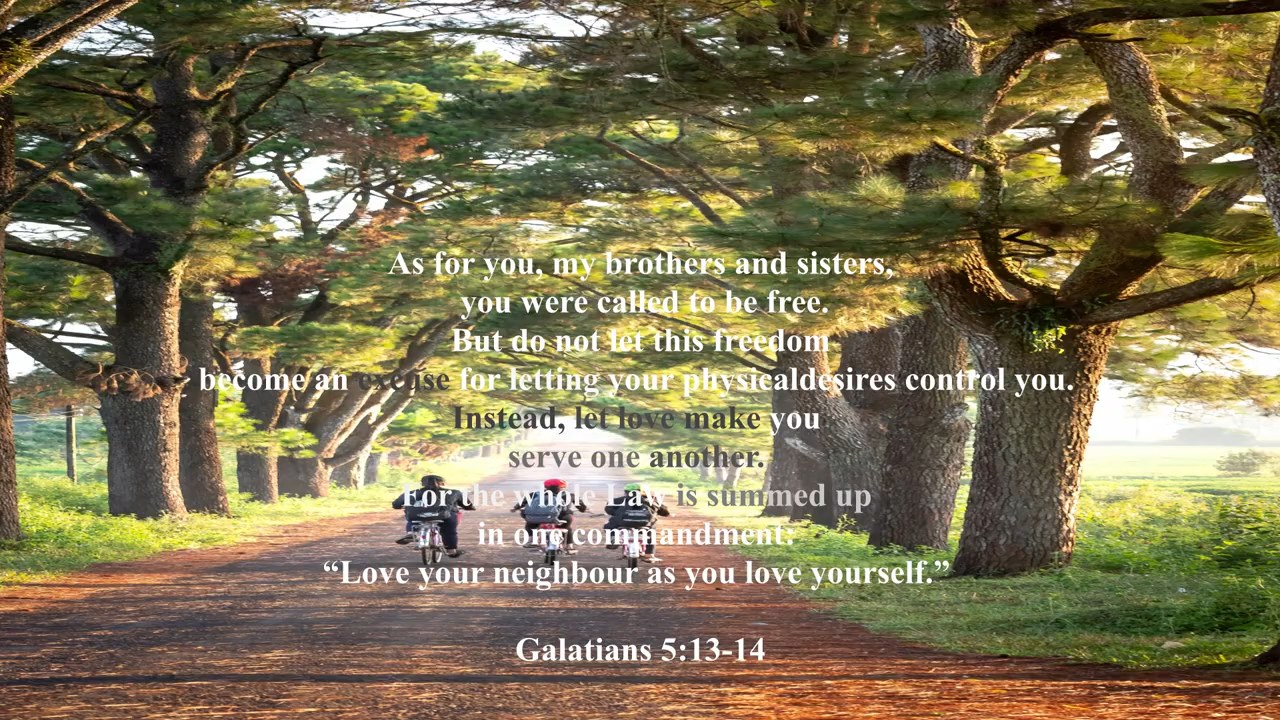 As for you, my brothers and sisters,
you were called to be free.
But do not let this freedom
become an excuse for letting your physicaldesires control you.
Instead, let love make you
serve one another.
For the whole Law is summed up
in one commandment:
“Love your neighbour as you love yourself.”
Galatians 5:13-14